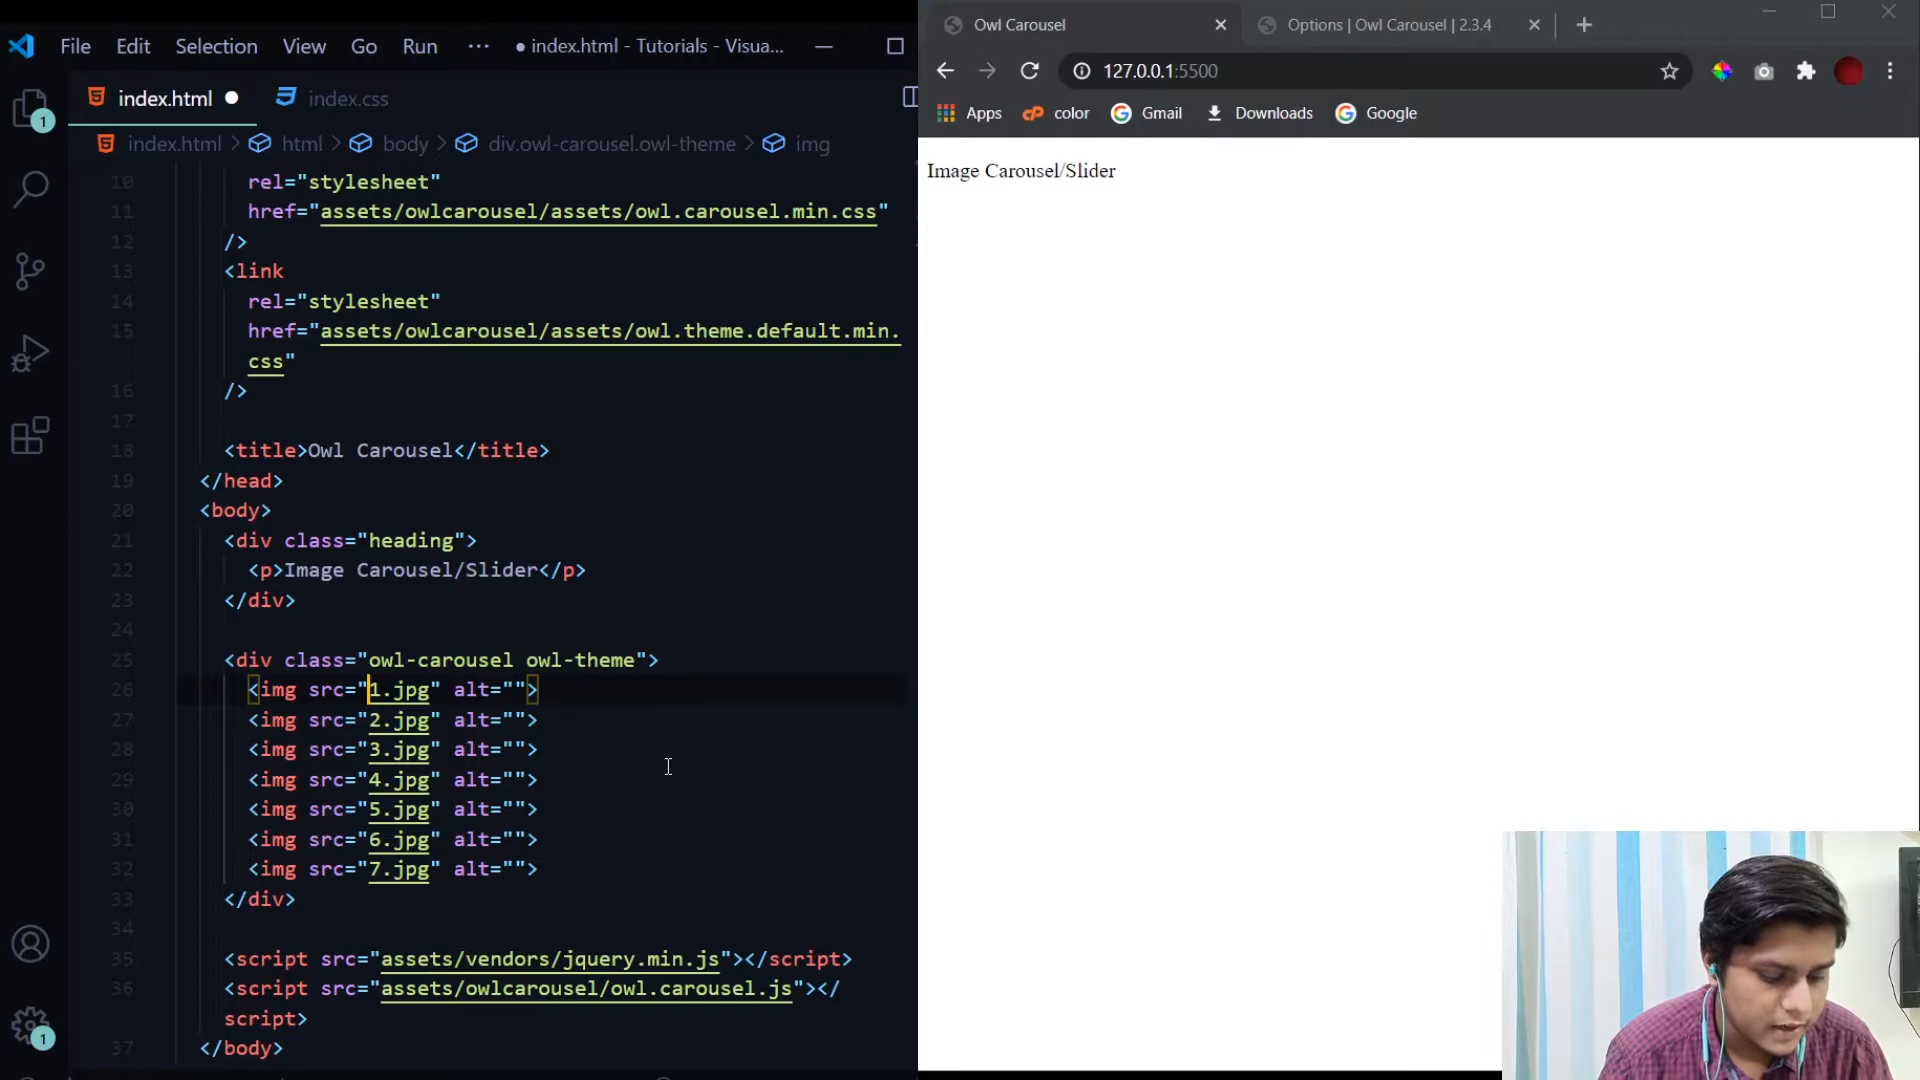 File Edit Selection View Go Run ··· ● index.html - Tutorials - Visua...
index.html ● index.css
index.html > html > body > div.owl-carousel.owl-theme > img
10 rel="stylesheet"
11 href="assets/owlcarousel/assets/owl.carousel.min.css"
12 />
13 <link
14 rel="stylesheet"
15 href="assets/owlcarousel/assets/owl.theme.default.min.
css"
16 />
17
18 <title>Owl Carousel</title>
19 </head>
20 <body>
21 <div class="heading">
22 <p>Image Carousel/Slider</p>
23 </div>
24
25 <div class="owl-carousel owl-theme">
26 <img src="1.jpg" alt="">
27 <img src="2.jpg" alt="">
28 <img src="3.jpg" alt="">
29 <img src="4.jpg" alt="">
30 <img src="5.jpg" alt="">
31 <img src="6.jpg" alt="">
32 <img src="7.jpg" alt="">
33 </div>
34
35 <script src="assets/vendors/jquery.min.js"></script>
36 <script src="assets/owlcarousel/owl.carousel.js"></
script>
37 </body>
1
1
Owl Carousel
Options | Owl Carousel | 2.3.4
127.0.0.1:5500
Apps color Gmail Downloads Google
Image Carousel/Slider